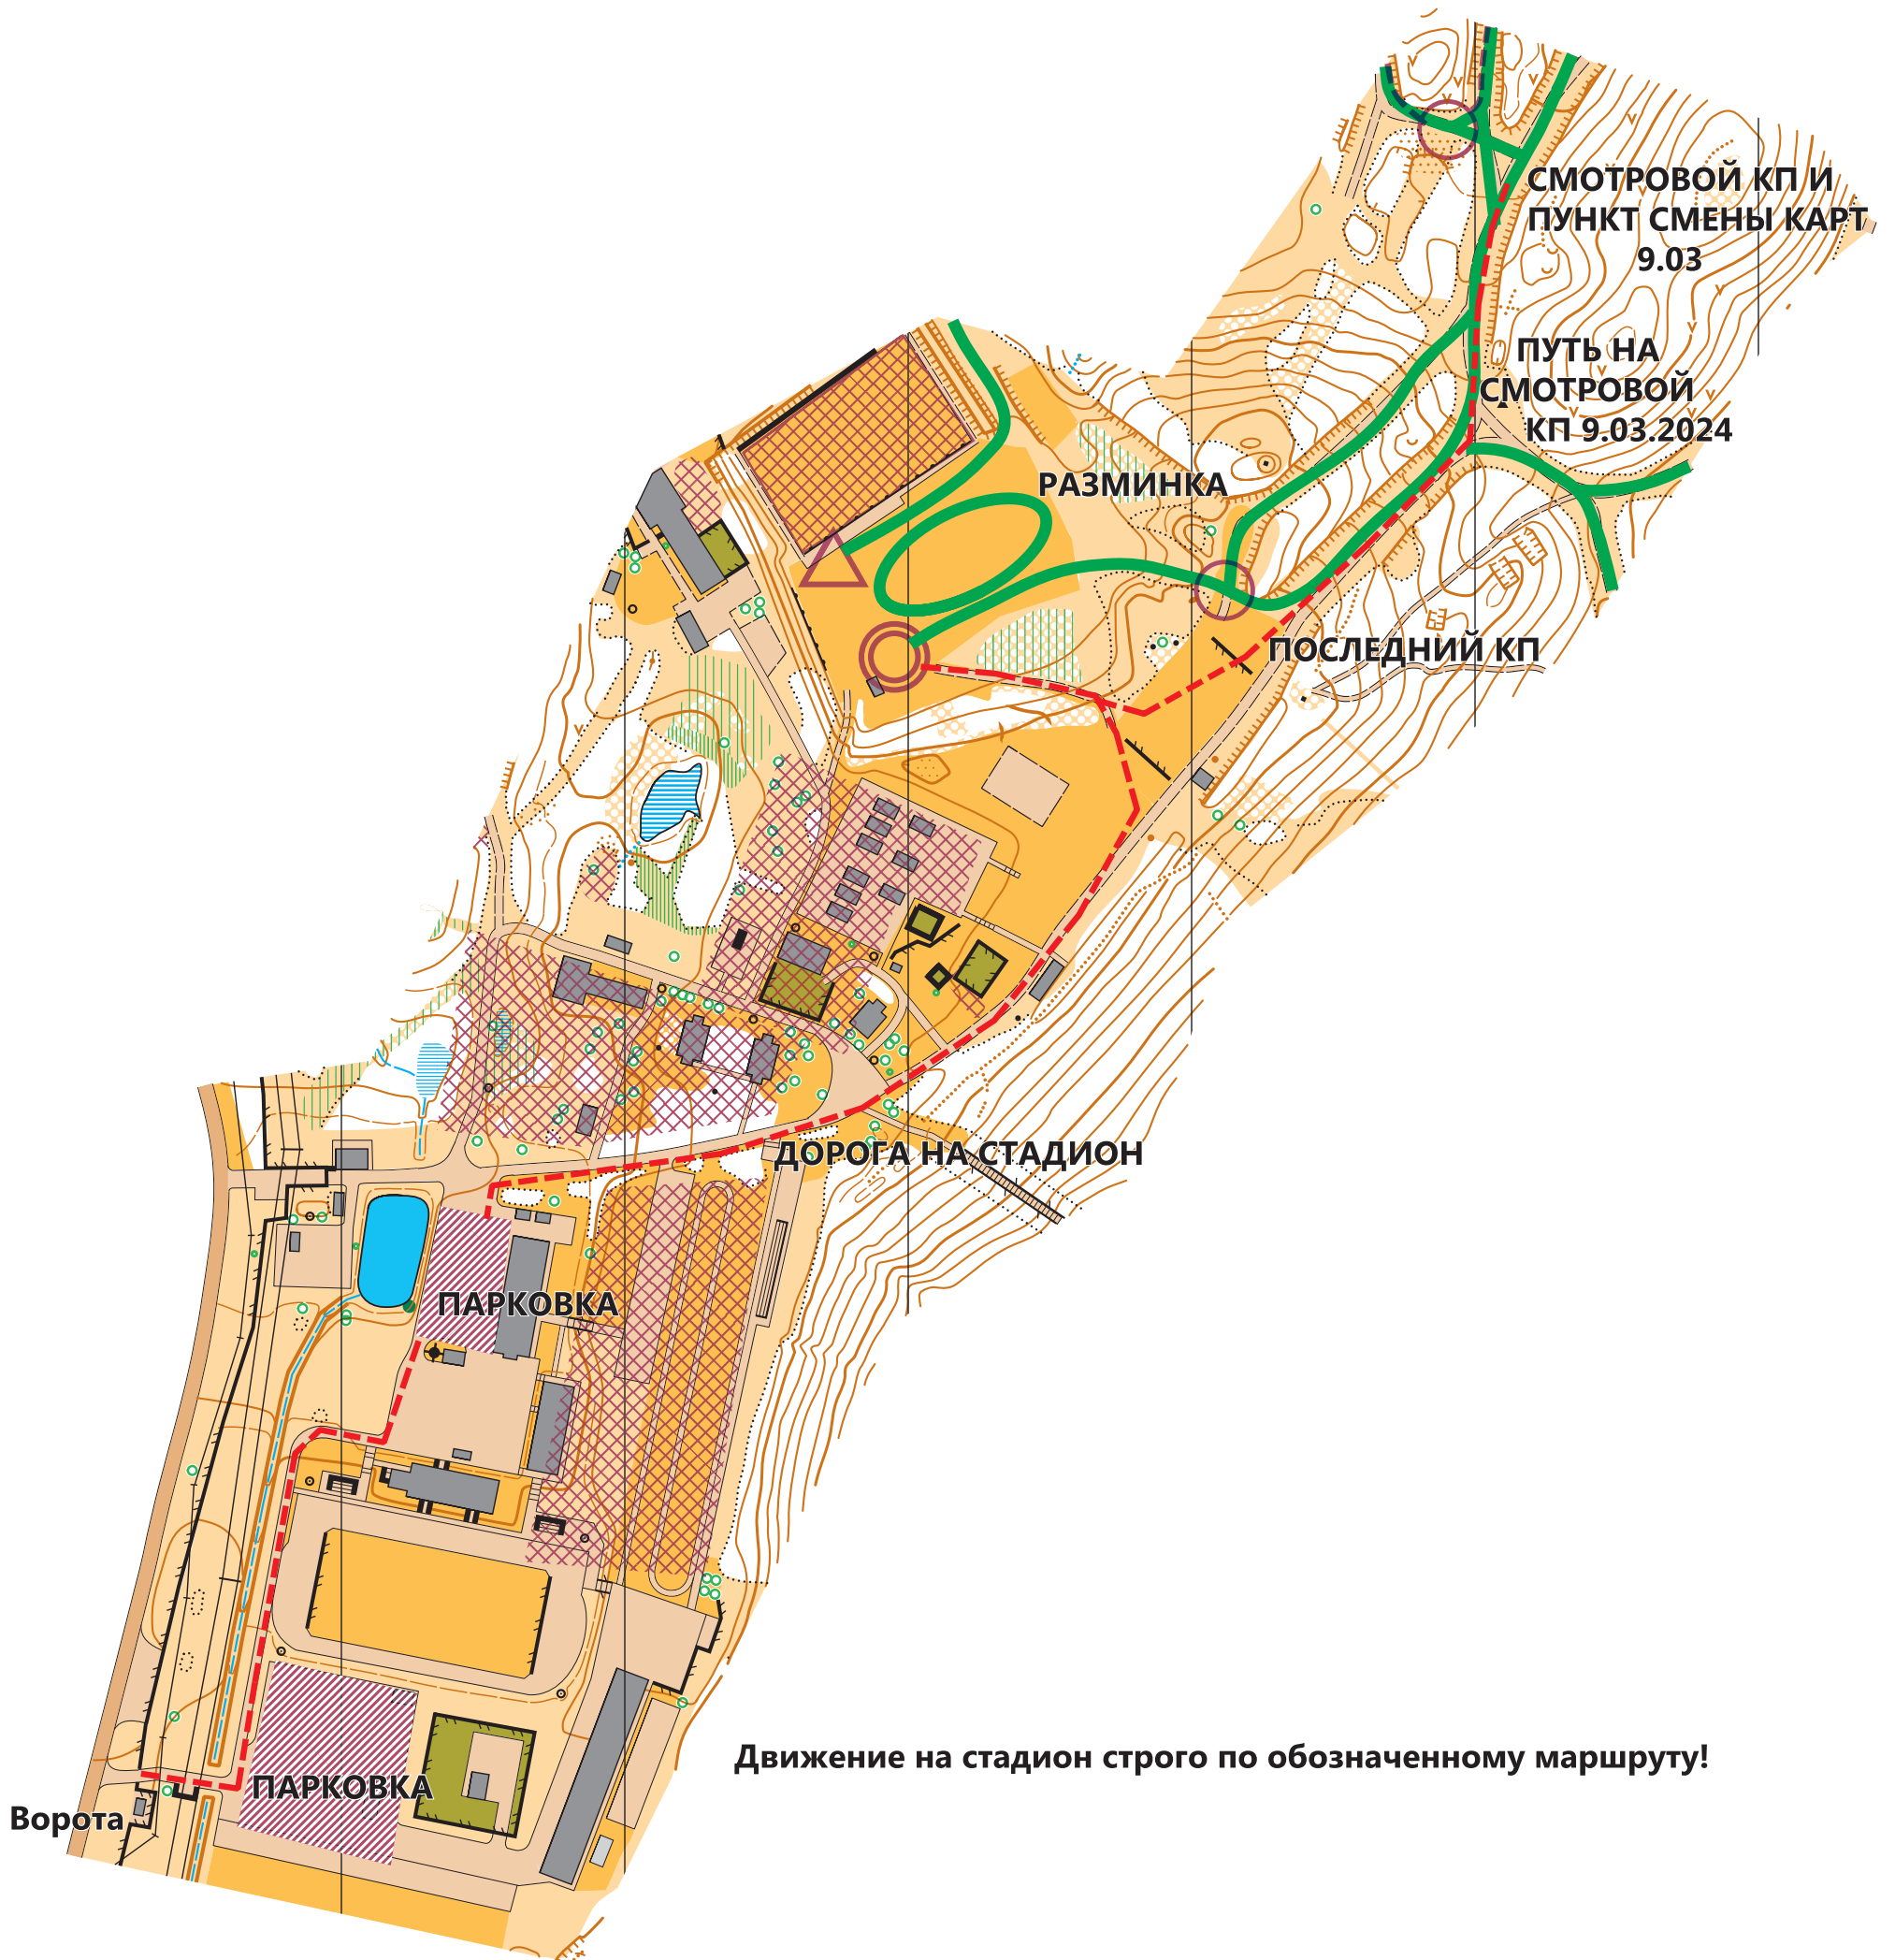 СМОТРОВОЙ КП И
ПУНКТ СМЕНЫ КАРТ
9.03
ПУТЬ НА
СМОТРОВОЙ
КП 9.03.2024
РАЗМИНКА
ПОСЛЕДНИЙ КП
ДОРОГА НА СТАДИОН
ПАРКОВКА
Движение на стадион строго по обозначенному маршруту!
ПАРКОВКА
Ворота